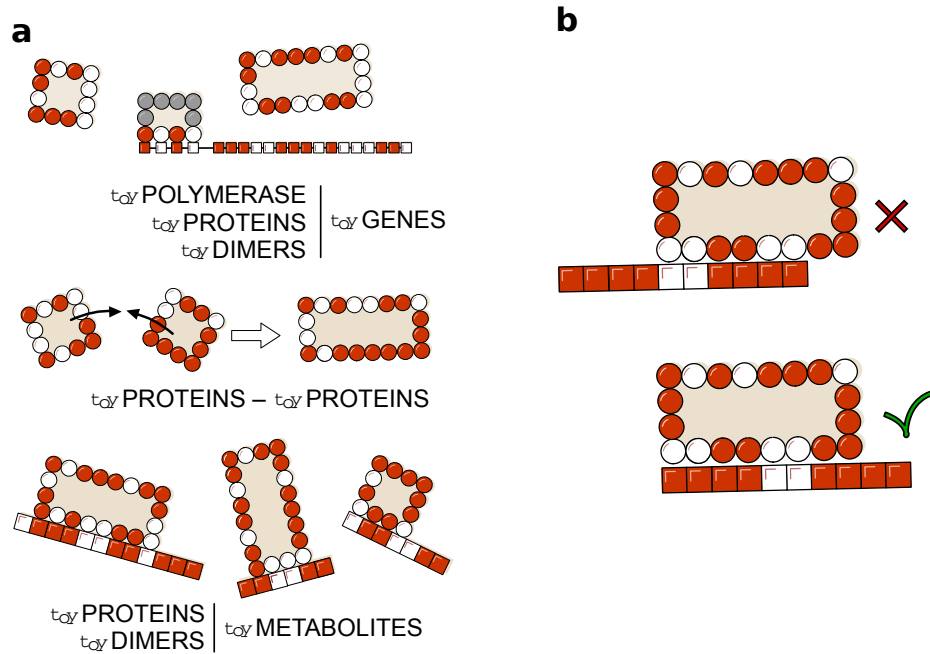 a
b
toy POLYMERASE
toy PROTEINS
toy DIMERS
toy GENES
toy PROTEINS – toy PROTEINS
toy PROTEINS
toy DIMERS
toy METABOLITES